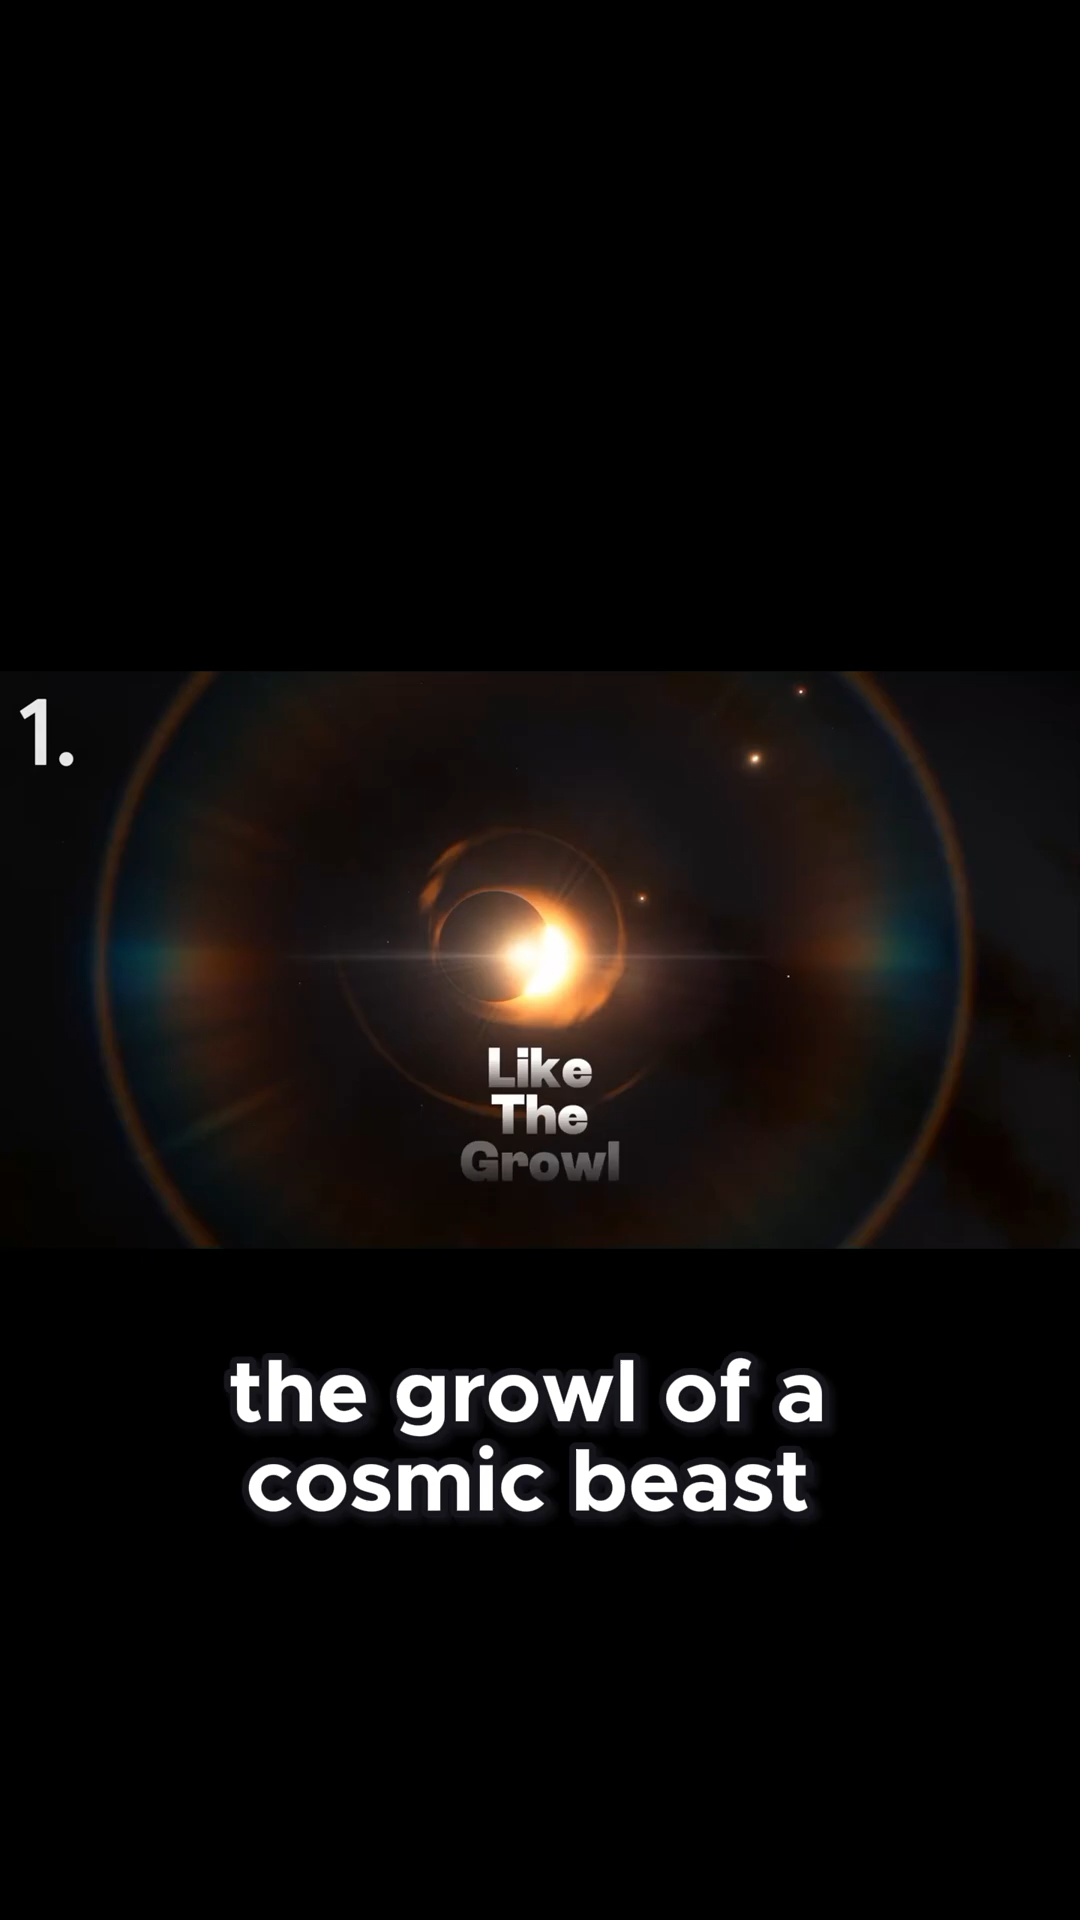 1.
Like
The
Growl
the growl of a
cosmic beast